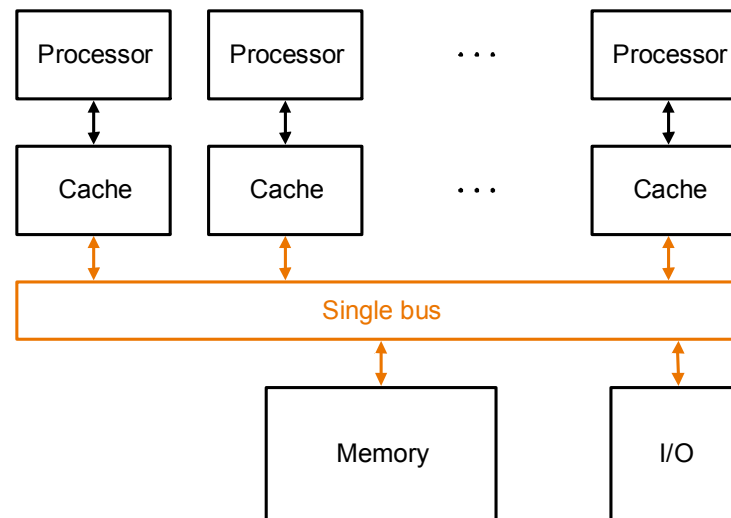 Processor Processor . . . Processor
Cache Cache . . . Cache
Single bus
Memory I/O